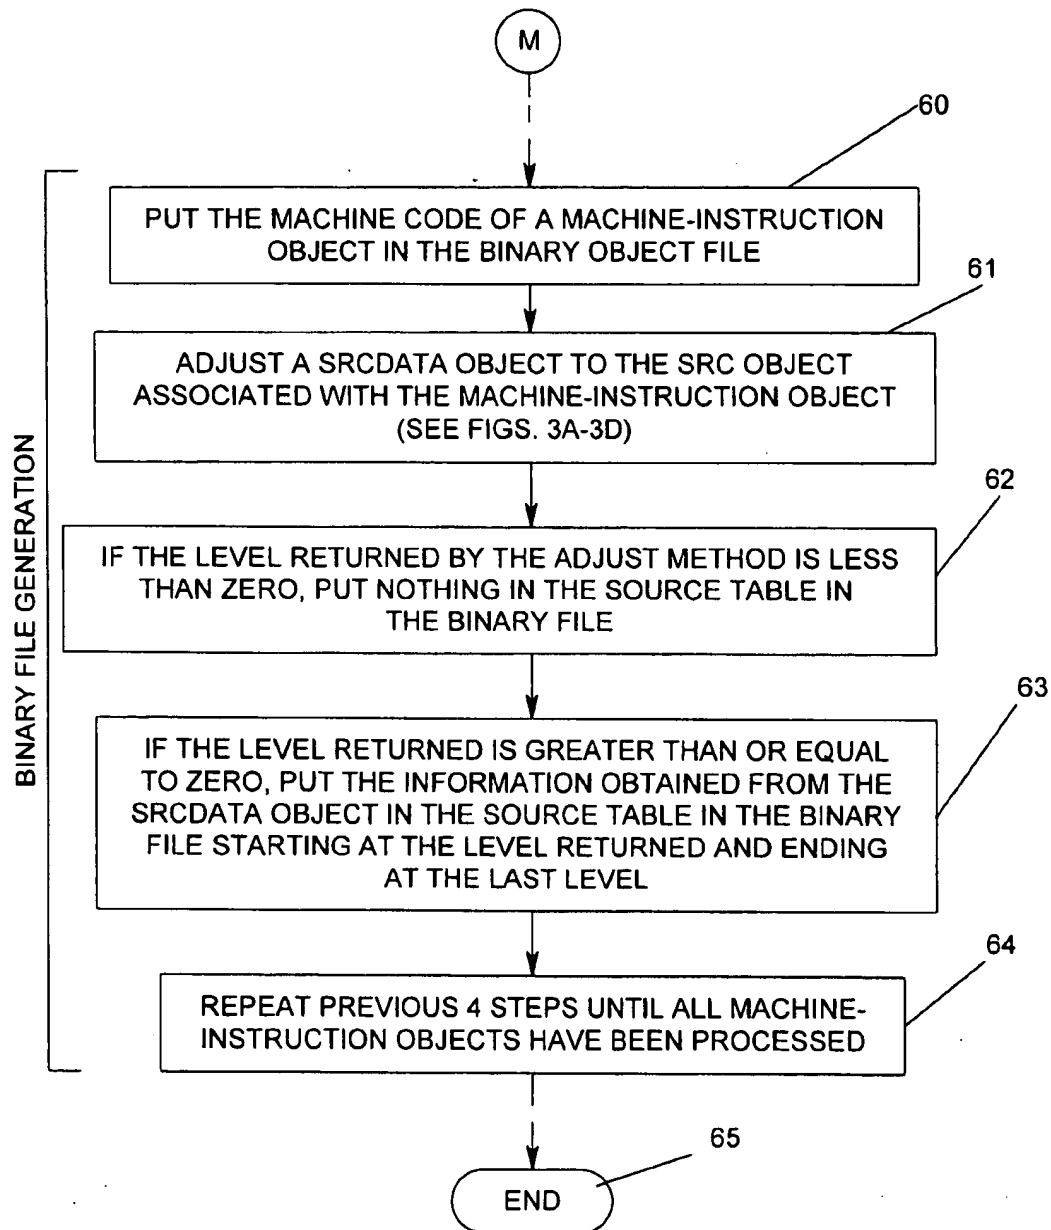 M
60
PUT THE MACHINE CODE OF A MACHINE-INSTRUCTION
OBJECT IN THE BINARY OBJECT FILE
61
ADJUST A SRCDATA OBJECT TO THE SRC OBJECT
ASSOCIATED WITH THE MACHINE-INSTRUCTION OBJECT
(SEE FIGS. 3A-3D)
62
IF THE LEVEL RETURNED BY THE ADJUST METHOD IS LESS
THAN ZERO, PUT NOTHING IN THE SOURCE TABLE IN
THE BINARY FILE
BINARY FILE GENERATION
63
IF THE LEVEL RETURNED IS GREATER THAN OR EQUAL
TO ZERO, PUT THE INFORMATION OBTAINED FROM THE
SRCDATA OBJECT IN THE SOURCE TABLE IN THE BINARY
FILE STARTING AT THE LEVEL RETURNED AND ENDING
AT THE LAST LEVEL
64
REPEAT PREVIOUS 4 STEPS UNTIL ALL MACHINE-
INSTRUCTION OBJECTS HAVE BEEN PROCESSED
65
END